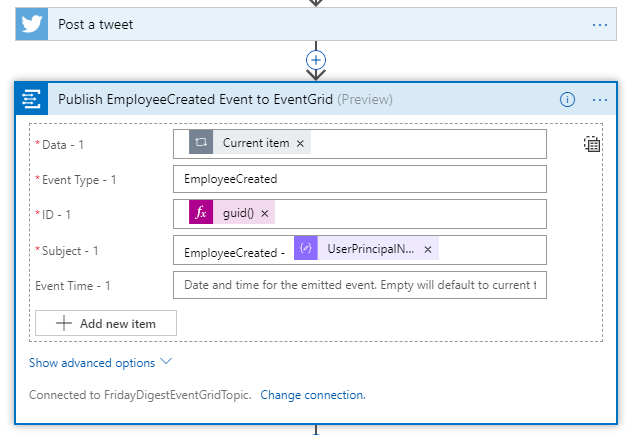 Post a tweet
Publish EmployeeCreated Event to EventGrid (Preview)
* Data - 1 Current item ×
* Event Type - 1 EmployeeCreated
* ID - 1 fx guid() ×
* Subject - 1 EmployeeCreated - UserPrincipalN... ×
Event Time - 1 Date and time for the emitted event. Empty will default to current t
+ Add new item
Show advanced options
Connected to FridayDigestEventGridTopic. Change connection.